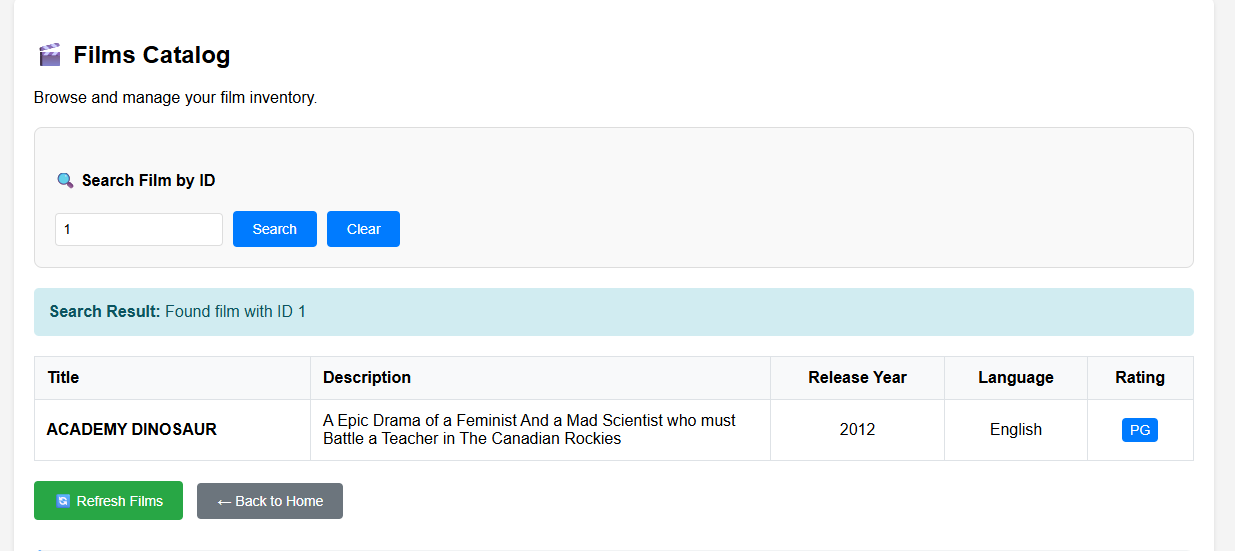 Films Catalog
Browse and manage your film inventory.
Search Film by ID
1
Search
Clear
Search Result: Found film with ID 1
Title Description Release Year Language Rating
ACADEMY DINOSAUR
A Epic Drama of a Feminist And a Mad Scientist who must
Battle a Teacher in The Canadian Rockies
2012
English
PG
Refresh Films
← Back to Home